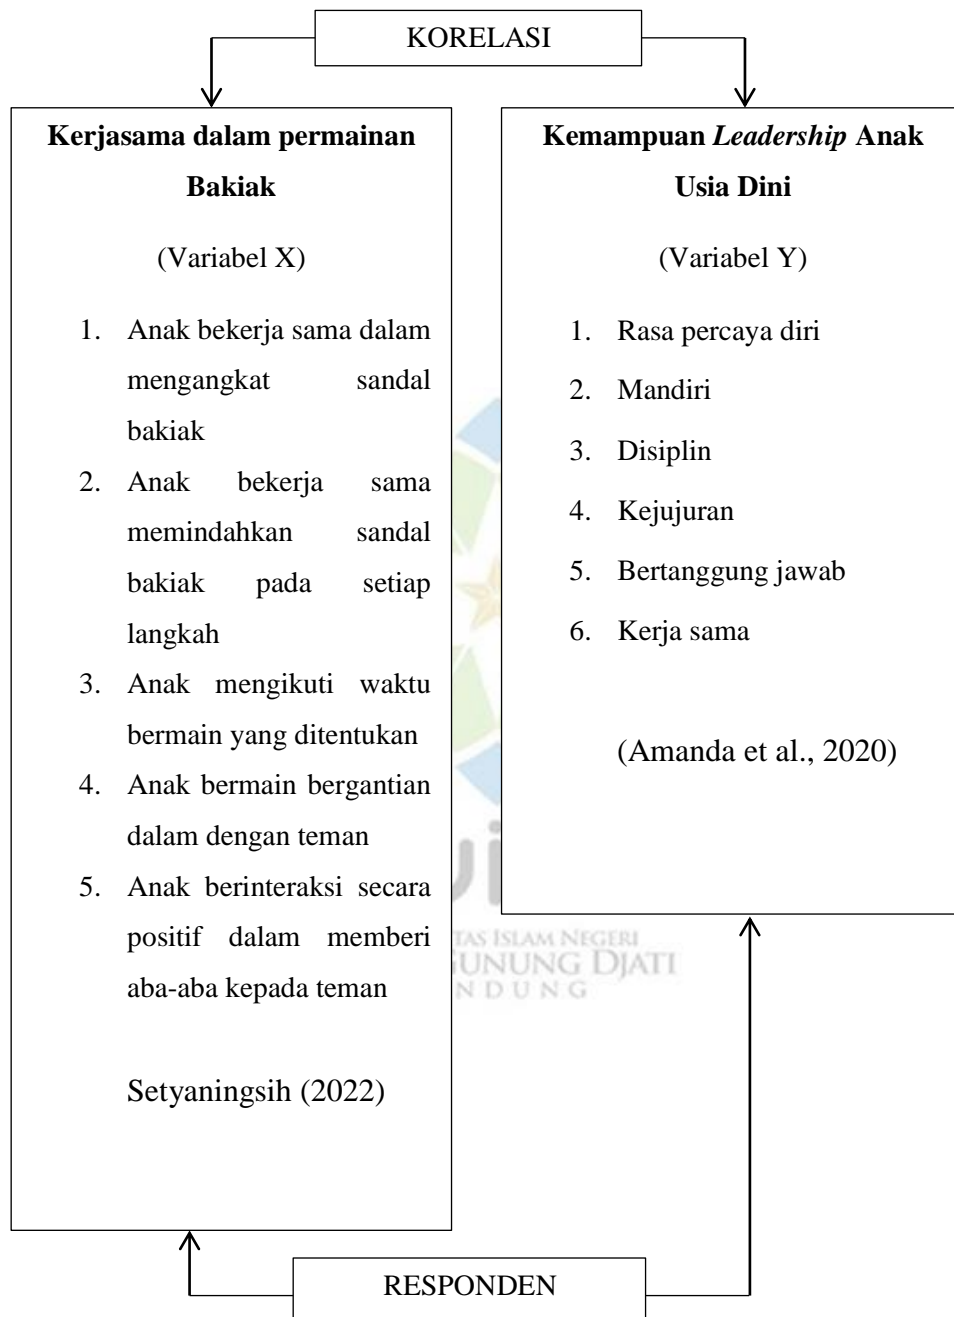 KORELASI
Kerjasama dalam permainan
Bakiak
(Variabel X)
1. Anak bekerja sama dalam
mengangkat sandal
bakiak
2. Anak bekerja sama
memindahkan sandal
bakiak pada setiap
langkah
3. Anak mengikuti waktu
bermain yang ditentukan
4. Anak bermain bergantian
dalam dengan teman
5. Anak berinteraksi secara
positif dalam memberi
aba-aba kepada teman
Setyaningsih (2022)
Kemampuan Leadership Anak
Usia Dini
(Variabel Y)
1. Rasa percaya diri
2. Mandiri
3. Disiplin
4. Kejujuran
5. Bertanggung jawab
6. Kerja sama
(Amanda et al., 2020)
ISLAM NEGERI
DJATI
RESPONDEN